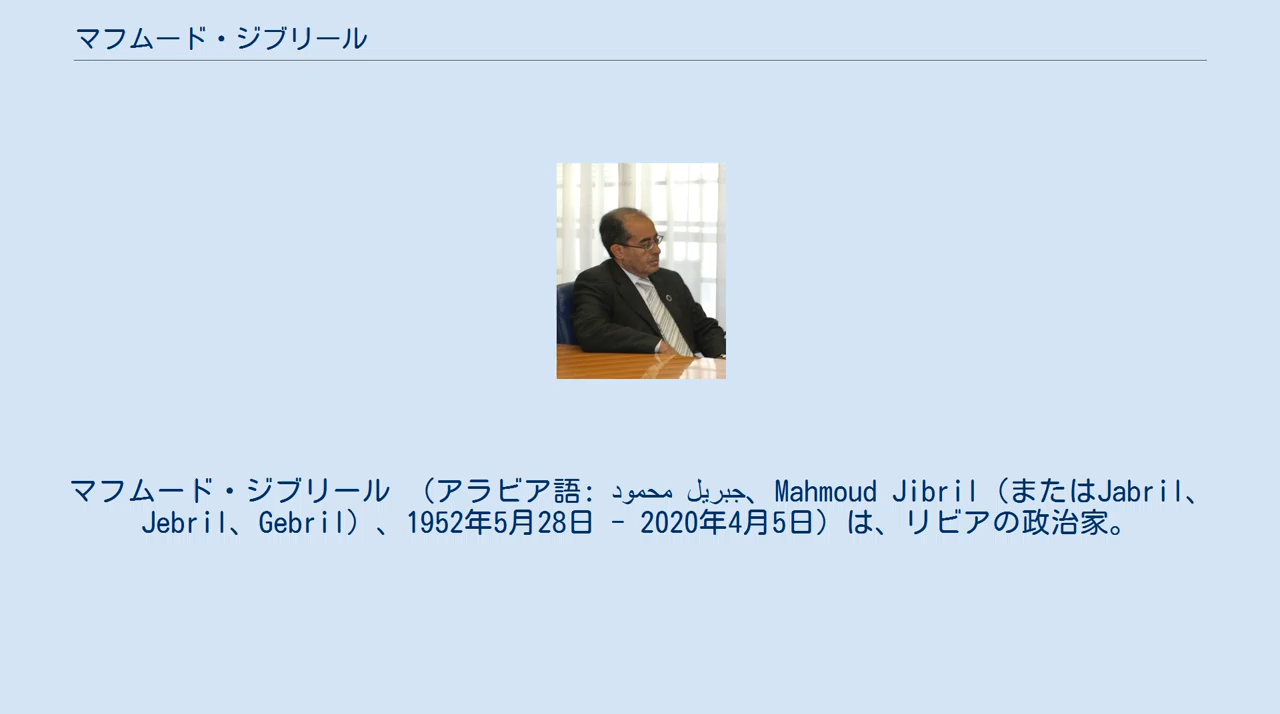 マフムード・ジブリール
マフムード・ジブリール （アラビア語: جبريل محمود、Mahmoud Jibril（またはJabril、
Jebril、Gebril）、1952年5月28日 - 2020年4月5日）は、リビアの政治家。